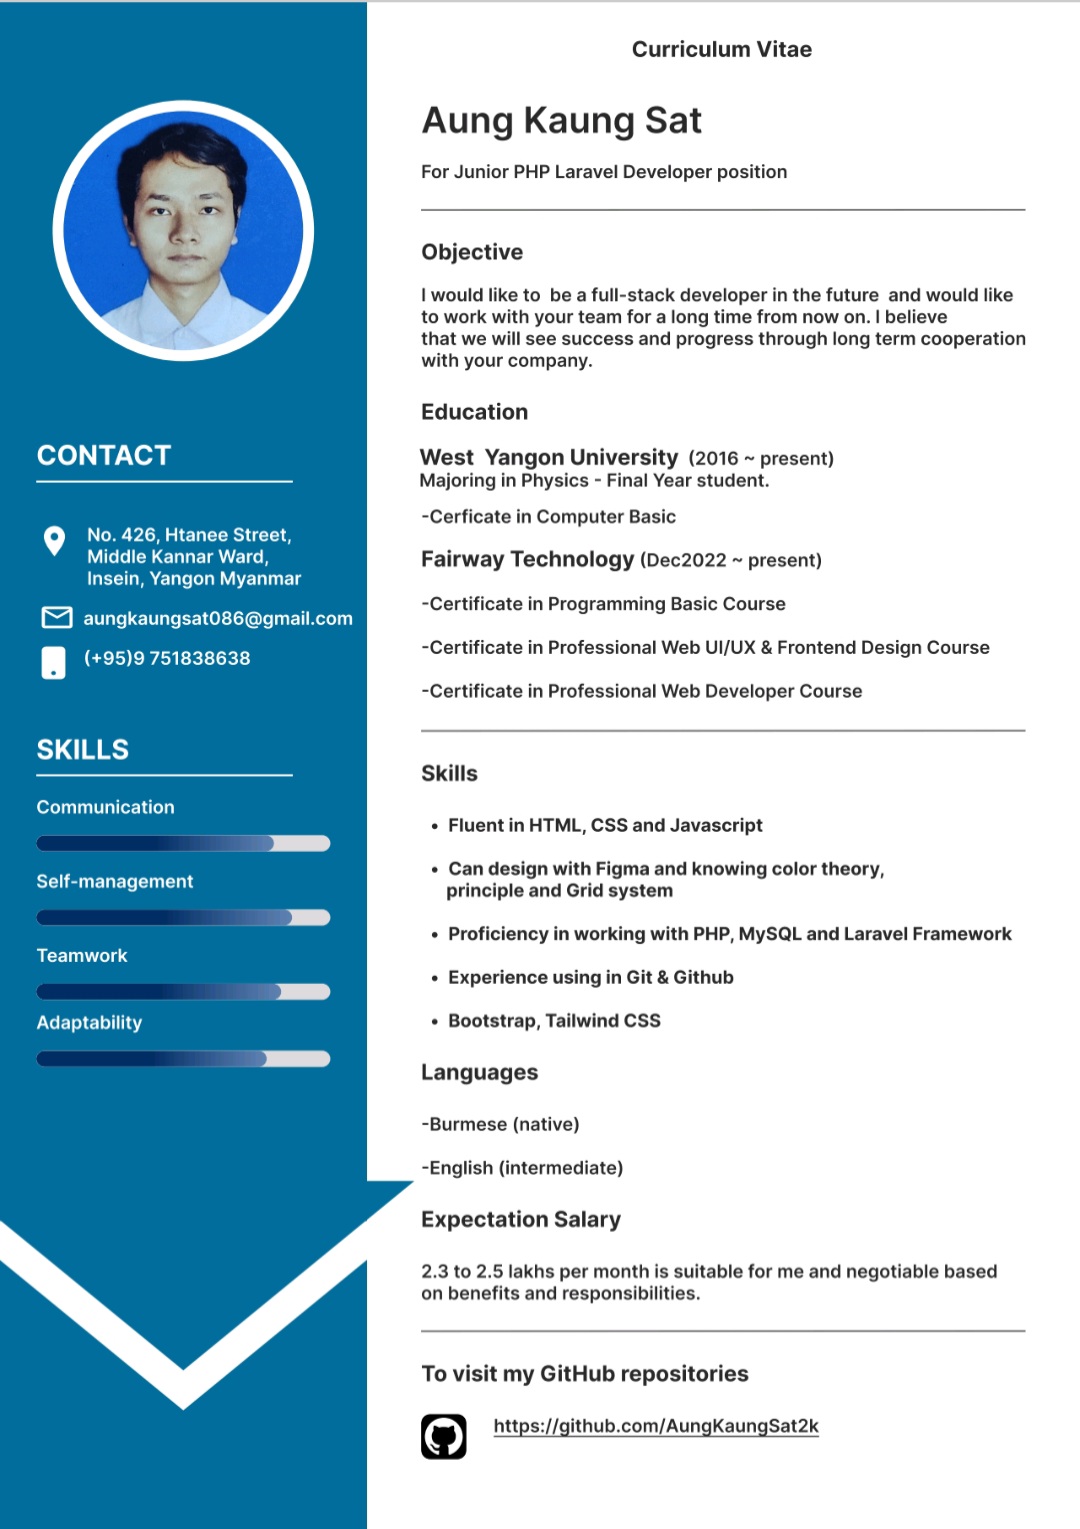 Curriculum Vitae
Aung Kaung Sat
For Junior PHP Laravel Developer position
Objective
I would like to  be a full-stack developer in the future  and would like
to work with your team for a long time from now on. I believe
that we will see success and progress through long term cooperation
with your company.
Education
West  Yangon University  (2016 ~ present)
Majoring in Physics - Final Year student.
-Cerficate in Computer Basic
Fairway Technology (Dec2022 ~ present)
-Certificate in Programming Basic Course
-Certificate in Professional Web UI/UX & Frontend Design Course
-Certificate in Professional Web Developer Course
Skills
• Fluent in HTML, CSS and Javascript
• Can design with Figma and knowing color theory,
principle and Grid system
• Proficiency in working with PHP, MySQL and Laravel Framework
• Experience using in Git & Github
• Bootstrap, Tailwind CSS
Languages
-Burmese (native)
-English (intermediate)
Expectation Salary
2.3 to 2.5 lakhs per month is suitable for me and negotiable based
on benefits and responsibilities.
To visit my GitHub repositories
https://github.com/AungKaungSat2k
CONTACT
No. 426, Htanee Street,
Middle Kannar Ward,
Insein, Yangon Myanmar
aungkaungsat086@gmail.com
(+95)9 751838638
SKILLS
Communication
Self-management
Teamwork
Adaptability